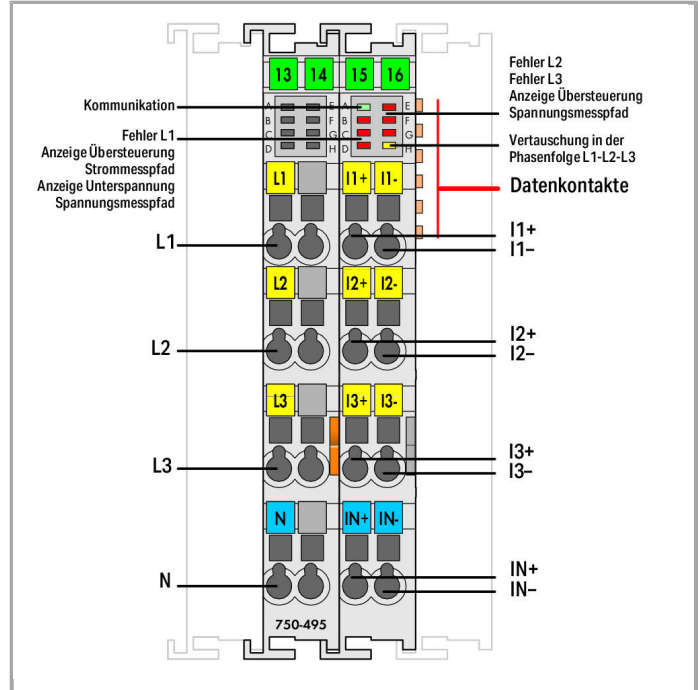 Fehler L2
Fehler L3
Anzeige Übersteuerung
Spannungsmesspfad
Vertauschung in der
Phasenfolge L1-L2-L3
Datenkontakte
Kommunikation
Fehler L1
Anzeige Übersteuerung
Strommesspfad
Anzeige Unterspannung
Spannungsmesspfad
13 14 15 16
A E A E
B F B F
C G C G
D H D H
L1 I1+ I1-
L1
I1+
I1–
L2 I2+ I2-
L2
I2+
I2–
L3 I3+ I3-
L3
I3+
I3–
N IN+ IN-
N
IN+
IN–
750-495